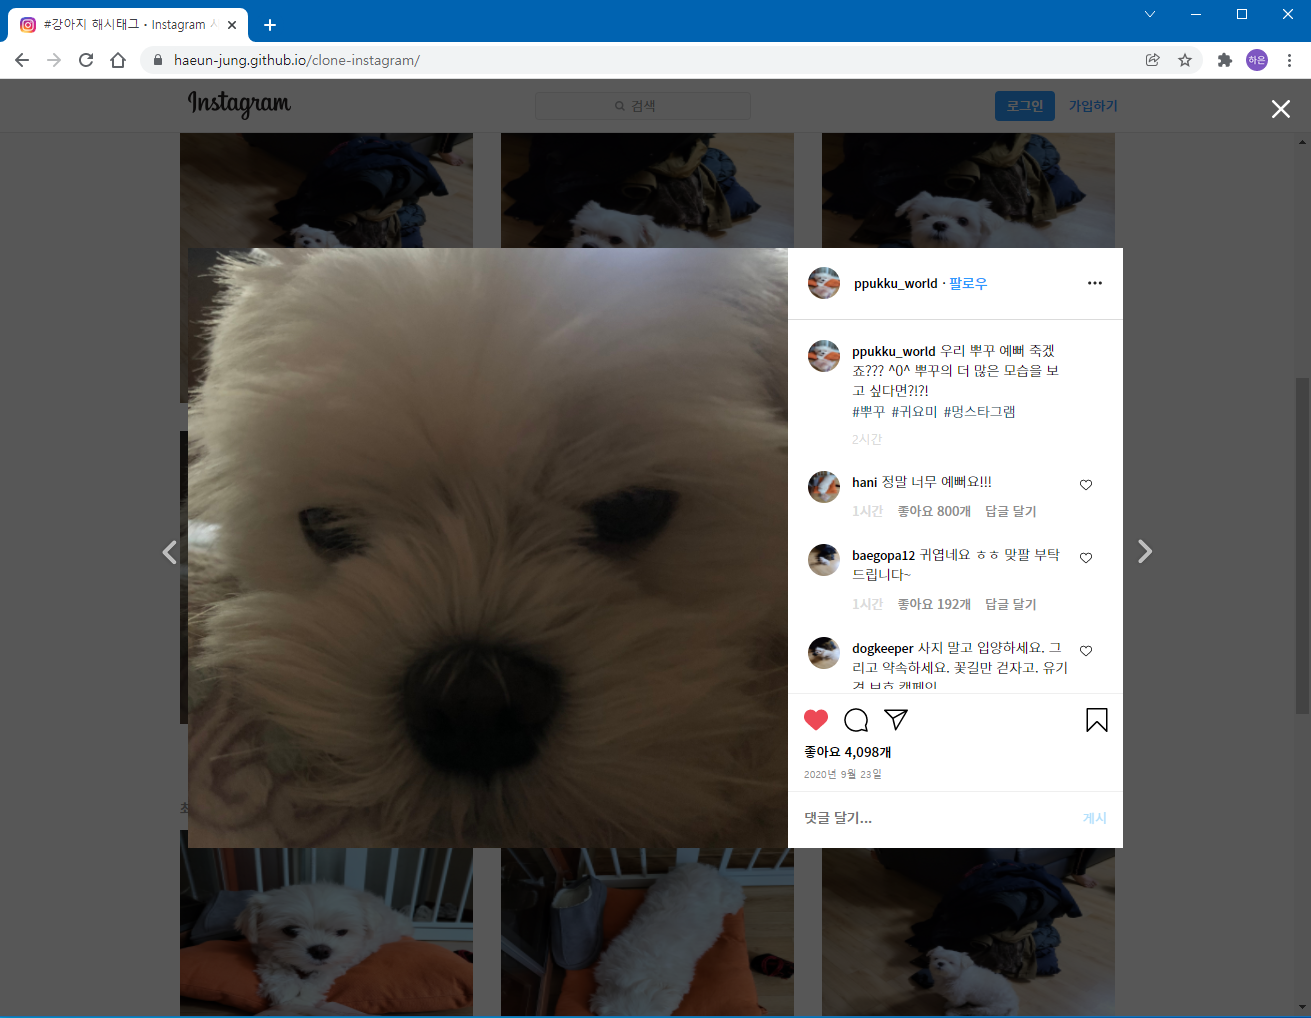 #강아지 해시태그 • Instagram
haeun-jung.github.io/clone-instagram/
하은
Instagram
검색
로그인
가입하기
ppukku_world · 팔로우
ppukku_world 우리 뿌꾸 예뻐 죽겠
죠??? ^0^ 뿌꾸의 더 많은 모습을 보
고 싶다면?!?!
#뿌꾸 #귀요미 #멍스타그램
2시간
hani 정말 너무 예뻐요!!!
1시간 좋아요 800개 답글 달기
baegopa12 귀엽네요 ㅎㅎ 맞팔 부탁
드립니다~
1시간 좋아요 192개 답글 달기
dogkeeper 사지 말고 입양하세요. 그
리고 약속하세요. 꽃길만 걷자고. 유기
견 보호 캠페인
좋아요 4,098개
2020년 9월 23일
댓글 달기...
게시
최